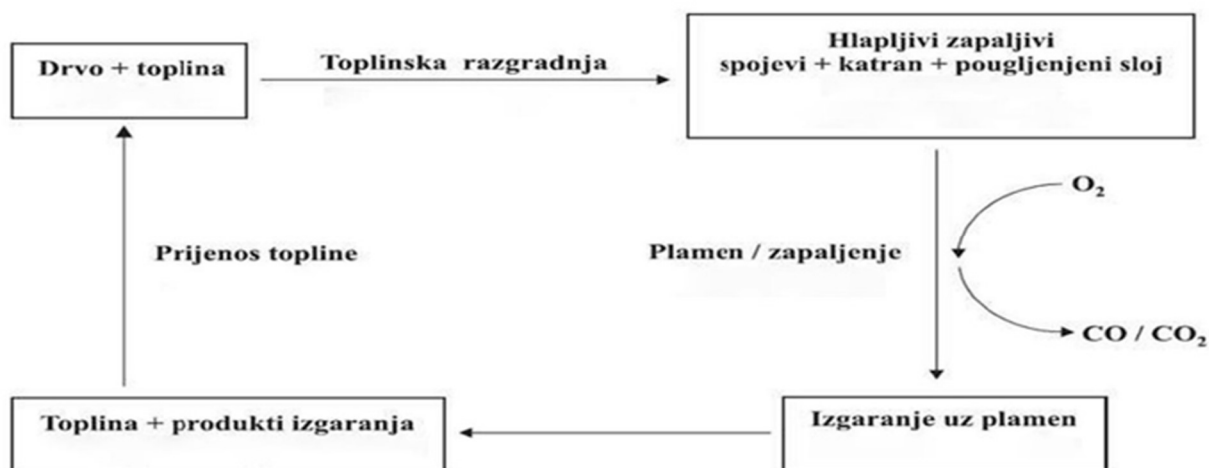 Drvo + toplina
Toplinska razgradnja
Hlapljivi zapaljivi
spojevi + katran + pougljenjeni sloj
O₂
Prijenos topline
Plamen / zapaljenje
CO / CO₂
Toplina + produkti izgaranja
Izgaranje uz plamen